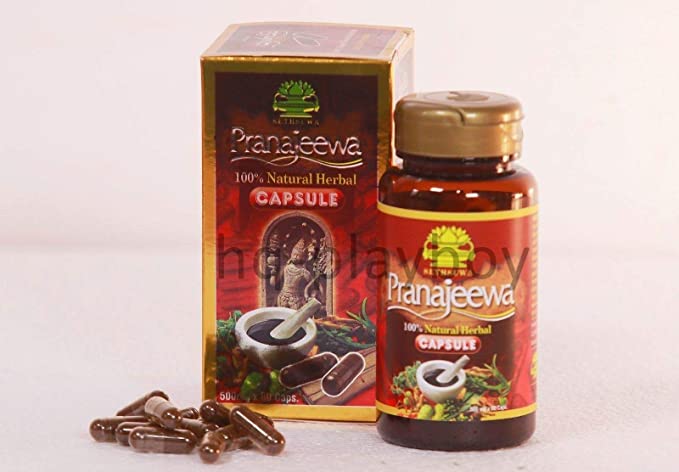 SETHSUWA
Pranajeewa
100% Natural Herbal
CAPSULE
SETHSUWA
Pranajeewa
100% Natural Herbal
CAPSULE